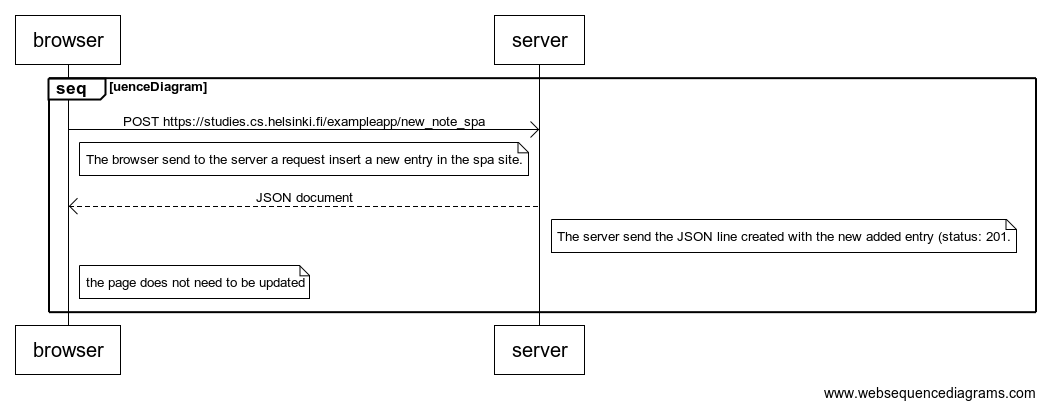 browser server
seq [uenceDiagram]
POST https://studies.cs.helsinki.fi/exampleapp/new_note_spa
The browser send to the server a request insert a new entry in the spa site.
JSON document
The server send the JSON line created with the new added entry (status: 201.
the page does not need to be updated
browser server
www.websequencediagrams.com